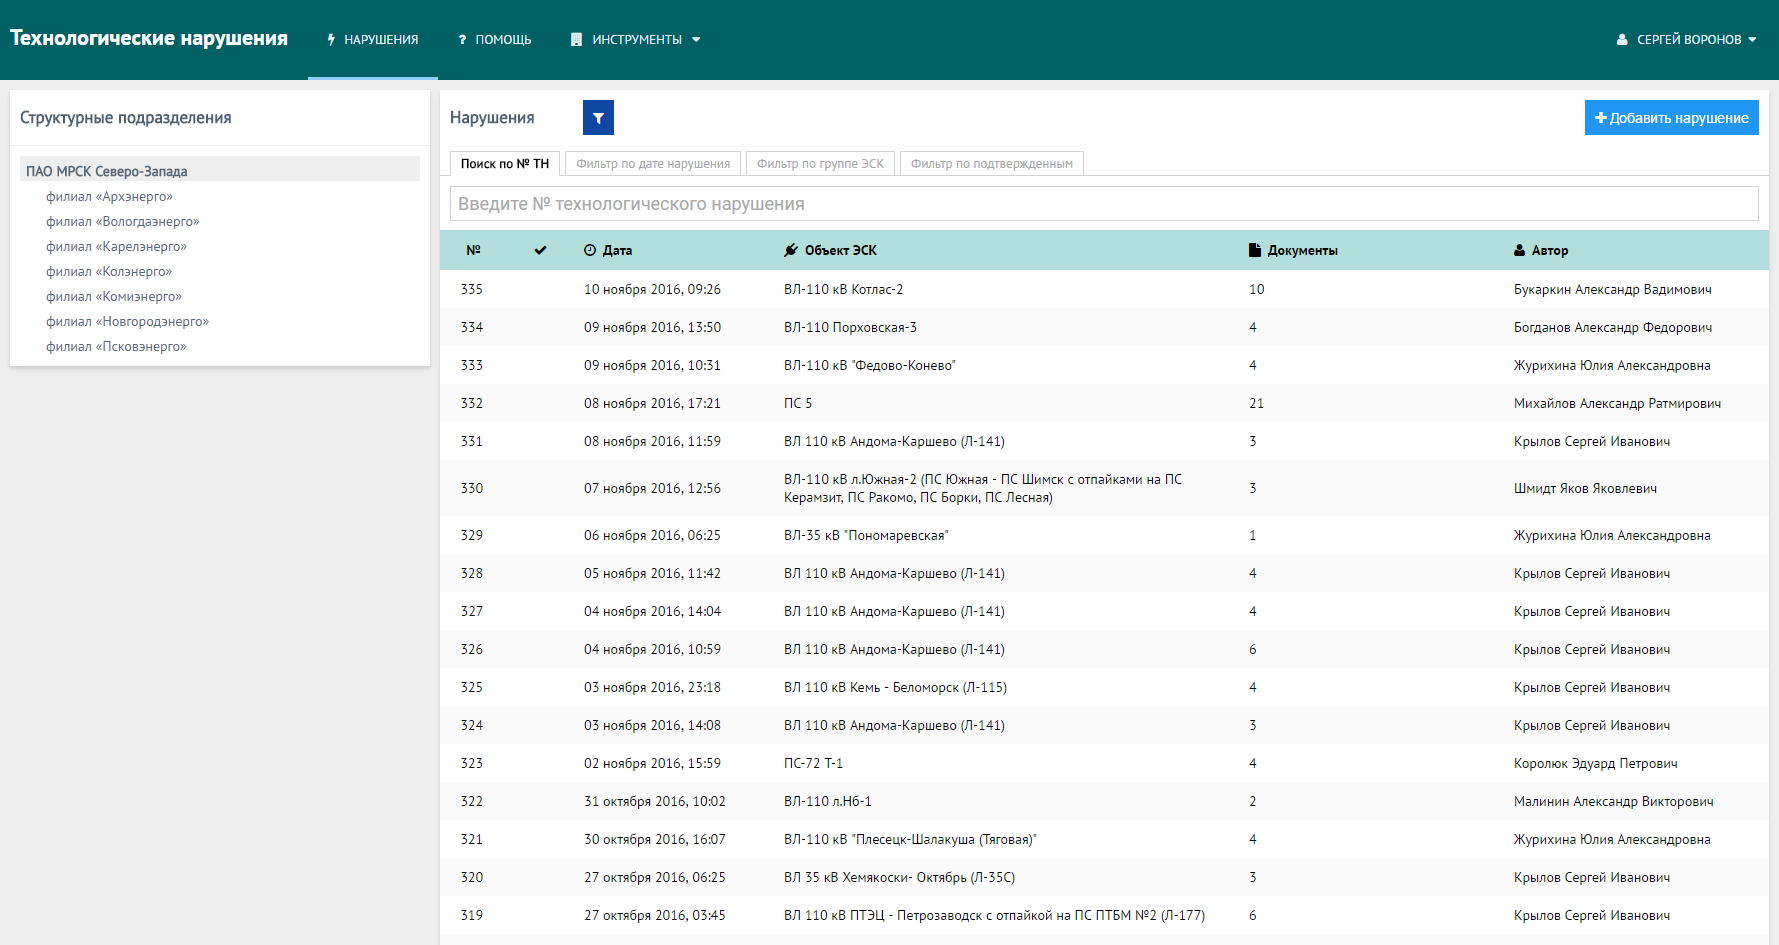 Технологические нарушения
НАРУШЕНИЯ
? ПОМОЩЬ
ИНСТРУМЕНТЫ
СЕРГЕЙ ВОРОНОВ
Структурные подразделения
ПАО МРСК Северо-Запада
филиал «Архэнерго»
филиал «Вологдаэнерго»
филиал «Карелэнерго»
филиал «Колэнерго»
филиал «Комиэнерго»
филиал «Новгородэнерго»
филиал «Псковэнерго»
Нарушения
Добавить нарушение
Поиск по № ТН Фильтр по дате нарушения Фильтр по группе ЭСК Фильтр по подтвержденным
Введите № технологического нарушения
№ Дата Объект ЭСК Документы Автор
335 10 ноября 2016, 09:26 ВЛ-110 кВ Котлас-2 10 Букаркин Александр Вадимович
334 09 ноября 2016, 13:50 ВЛ-110 Порховская-3 4 Богданов Александр Федорович
333 09 ноября 2016, 10:31 ВЛ-110 кВ "Федово-Конево" 4 Журихина Юлия Александровна
332 08 ноября 2016, 17:21 ПС 5 21 Михайлов Александр Ратмирович
331 08 ноября 2016, 11:59 ВЛ 110 кВ Андома-Каршево (Л-141) 3 Крылов Сергей Иванович
330 07 ноября 2016, 12:56 ВЛ-110 кВ л.Южная-2 (ПС Южная - ПС Шимск с отпайками на ПС
Керамзит, ПС Ракомо, ПС Борки, ПС Лесная) 3 Шмидт Яков Яковлевич
329 06 ноября 2016, 06:25 ВЛ-35 кВ "Пономаревская" 1 Журихина Юлия Александровна
328 05 ноября 2016, 11:42 ВЛ 110 кВ Андома-Каршево (Л-141) 4 Крылов Сергей Иванович
327 04 ноября 2016, 14:04 ВЛ 110 кВ Андома-Каршево (Л-141) 4 Крылов Сергей Иванович
326 04 ноября 2016, 10:59 ВЛ 110 кВ Андома-Каршево (Л-141) 6 Крылов Сергей Иванович
325 03 ноября 2016, 23:18 ВЛ 110 кВ Кемь - Беломорск (Л-115) 4 Крылов Сергей Иванович
324 03 ноября 2016, 14:08 ВЛ 110 кВ Андома-Каршево (Л-141) 3 Крылов Сергей Иванович
323 02 ноября 2016, 15:59 ПС-72 Т-1 4 Королюк Эдуард Петрович
322 31 октября 2016, 10:02 ВЛ-110 л.Нб-1 2 Малинин Александр Викторович
321 30 октября 2016, 16:07 ВЛ-110 кВ "Плесецк-Шалакуша (Тяговая)" 4 Журихина Юлия Александровна
320 27 октября 2016, 06:25 ВЛ 35 кВ Хемякоски- Октябрь (Л-35С) 3 Крылов Сергей Иванович
319 27 октября 2016, 03:45 ВЛ 110 кВ ПТЭЦ - Петрозаводск с отпайкой на ПС ПТБМ №2 (Л-177) 6 Крылов Сергей Иванович